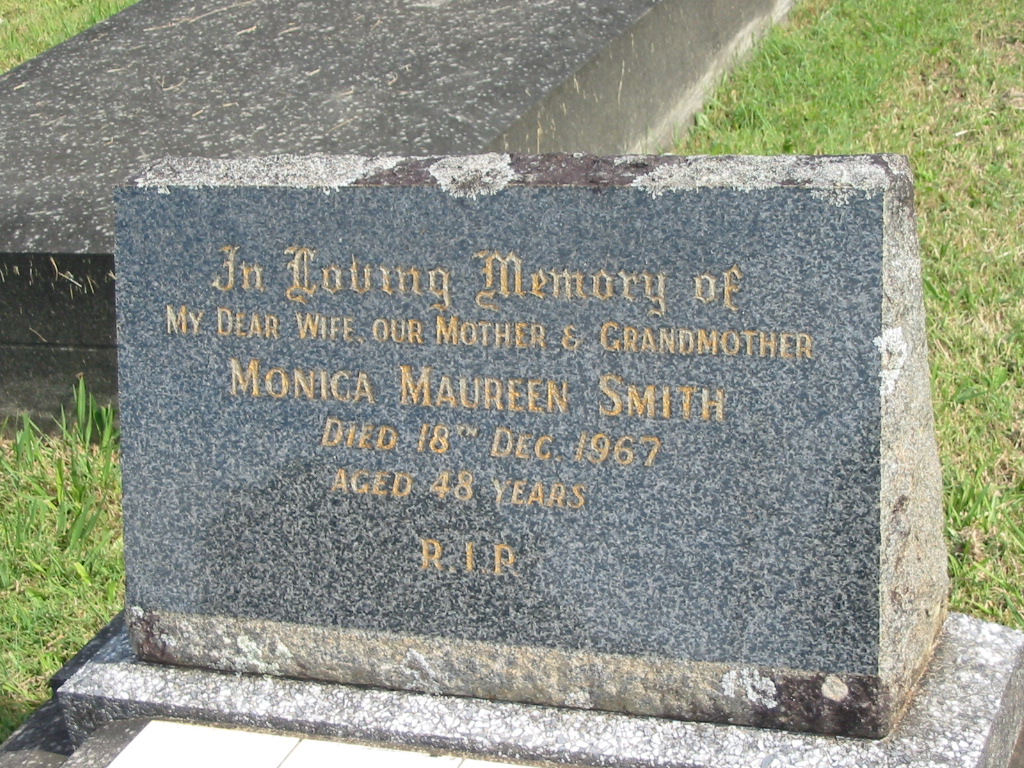 In Loving Memory of
My Dear Wife, our Mother & Grandmother
Monica Maureen Smith
Died 18th Dec. 1967
Aged 48 Years
R.I.P.